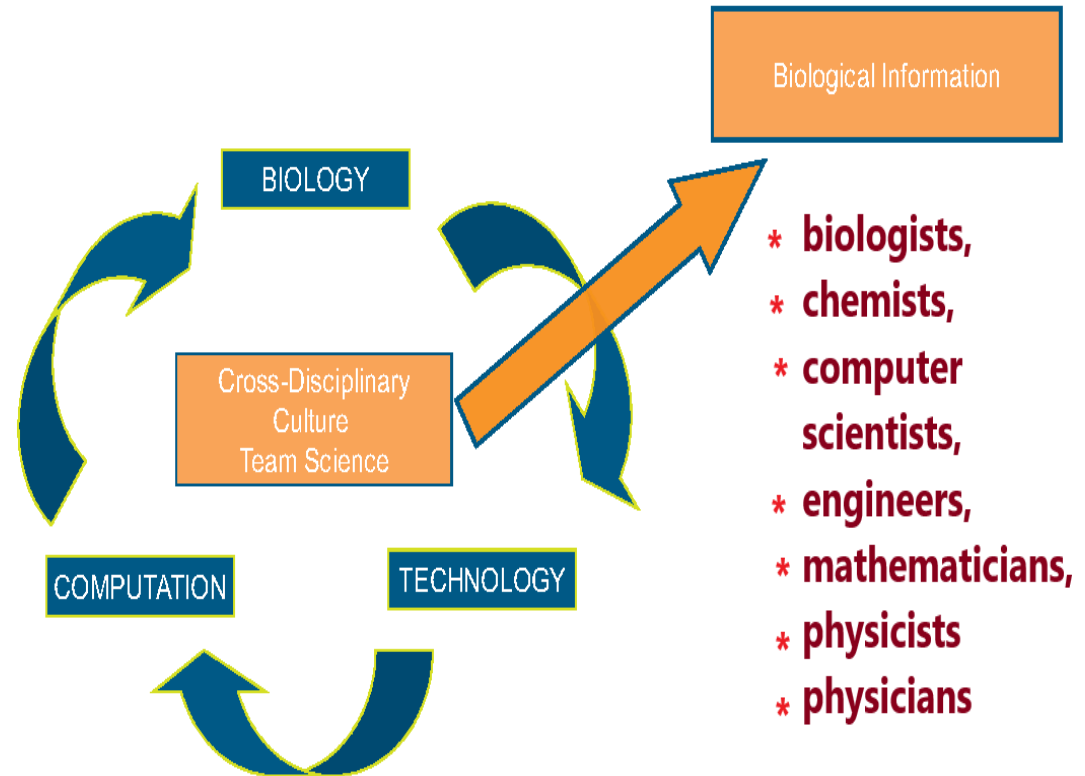 Biological Information
BIOLOGY
Cross-Disciplinary
Culture
Team Science
COMPUTATION
TECHNOLOGY
* biologists,
* chemists,
* computer
scientists,
* engineers,
* mathematicians,
* physicists
* physicians